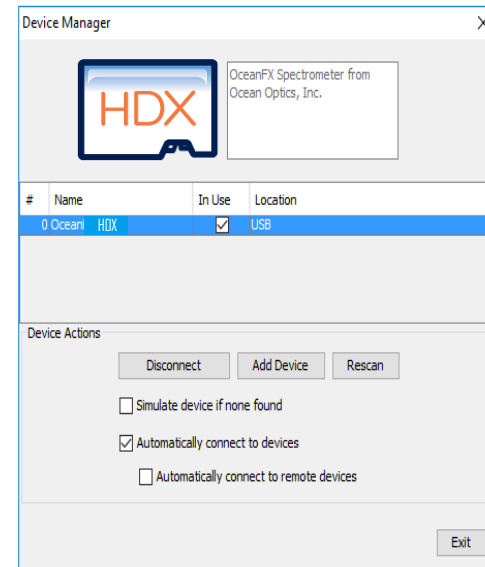 Device Manager
HDX
OceanFX Spectrometer from
Ocean Optics, Inc.
# Name In Use Location
0 Ocean HDX USB
Device Actions
Disconnect Add Device Rescan
Simulate device if none found
Automatically connect to devices
Automatically connect to remote devices
Exit